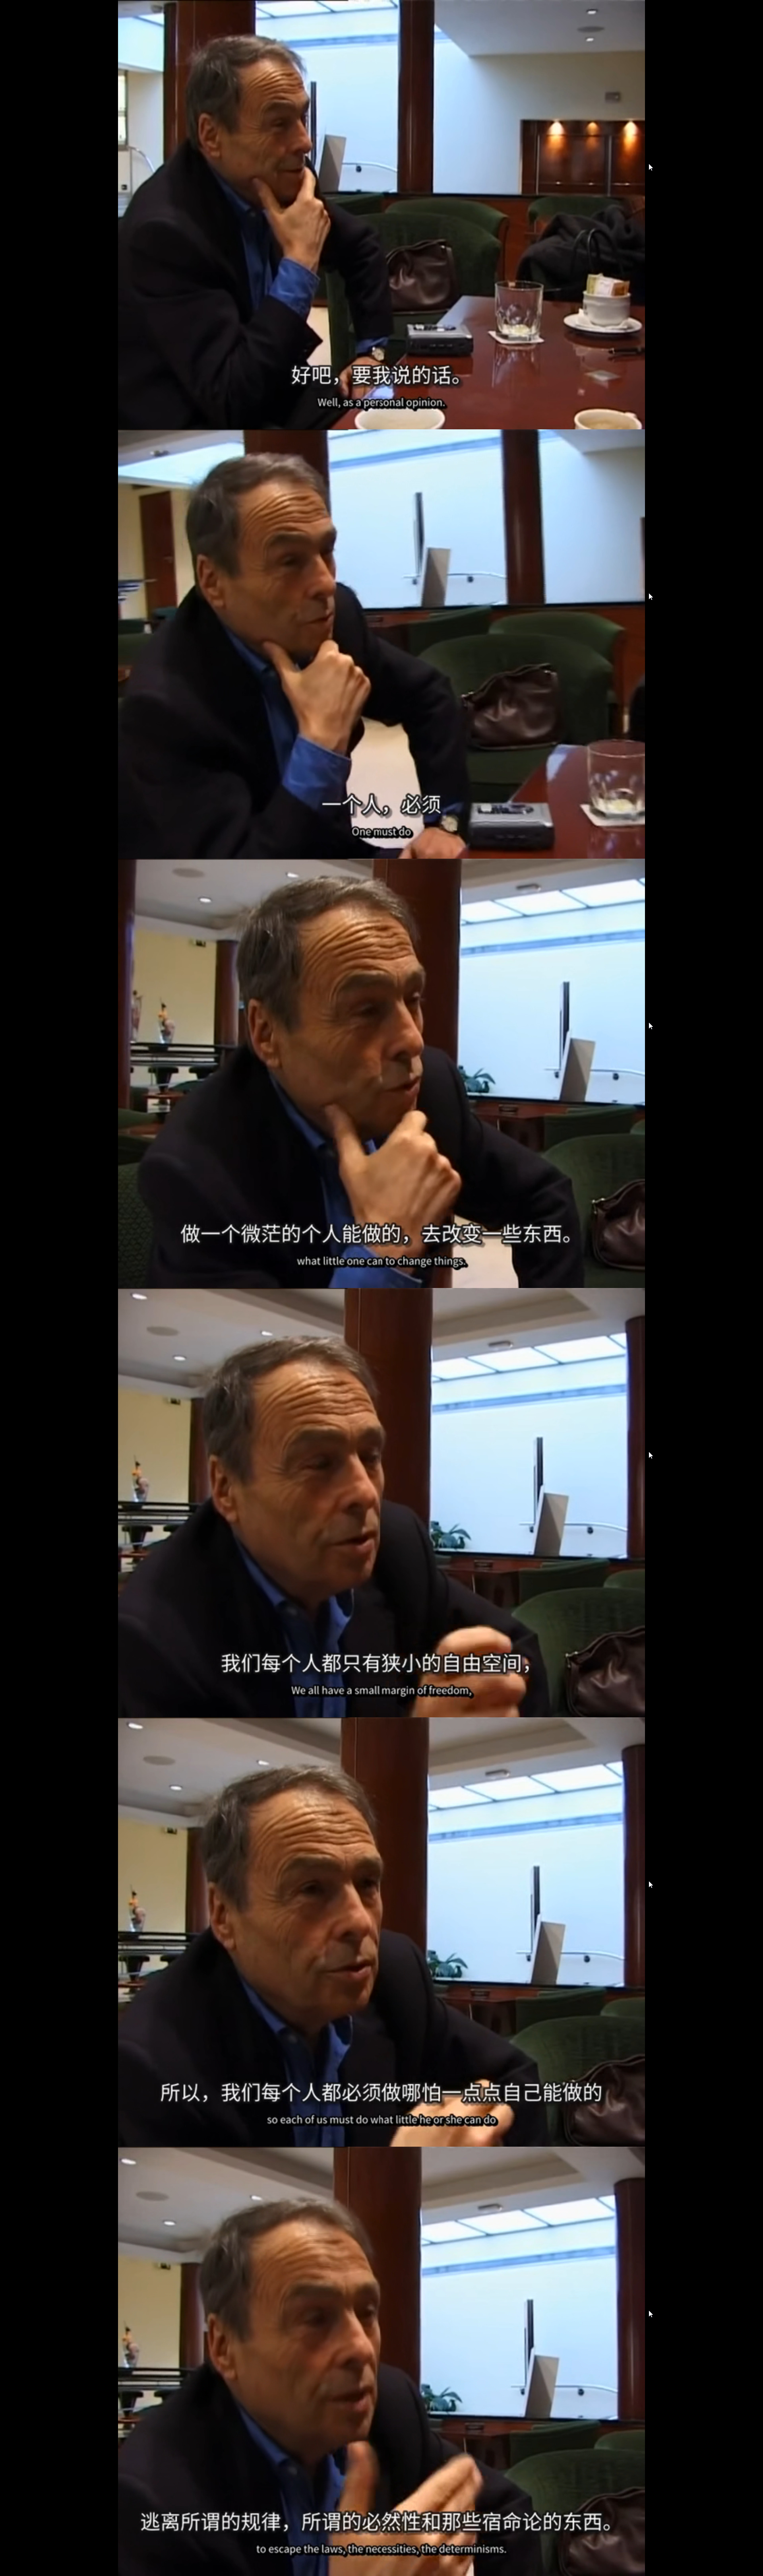 好吧，要我说的话。
Well, as a personal opinion.
一个人，必须
One must do
做一个微茫的个人能做的，去改变一些东西。
what little one can to change things.
我们每个人都只有狭小的自由空间，
We all have a small margin of freedom,
所以，我们每个人都必须做哪怕一点点自己能做的
so each of us must do what little he or she can do
逃离所谓的规律，所谓的必然性和那些宿命论的东西。
to escape the laws, the necessities, the determinisms.